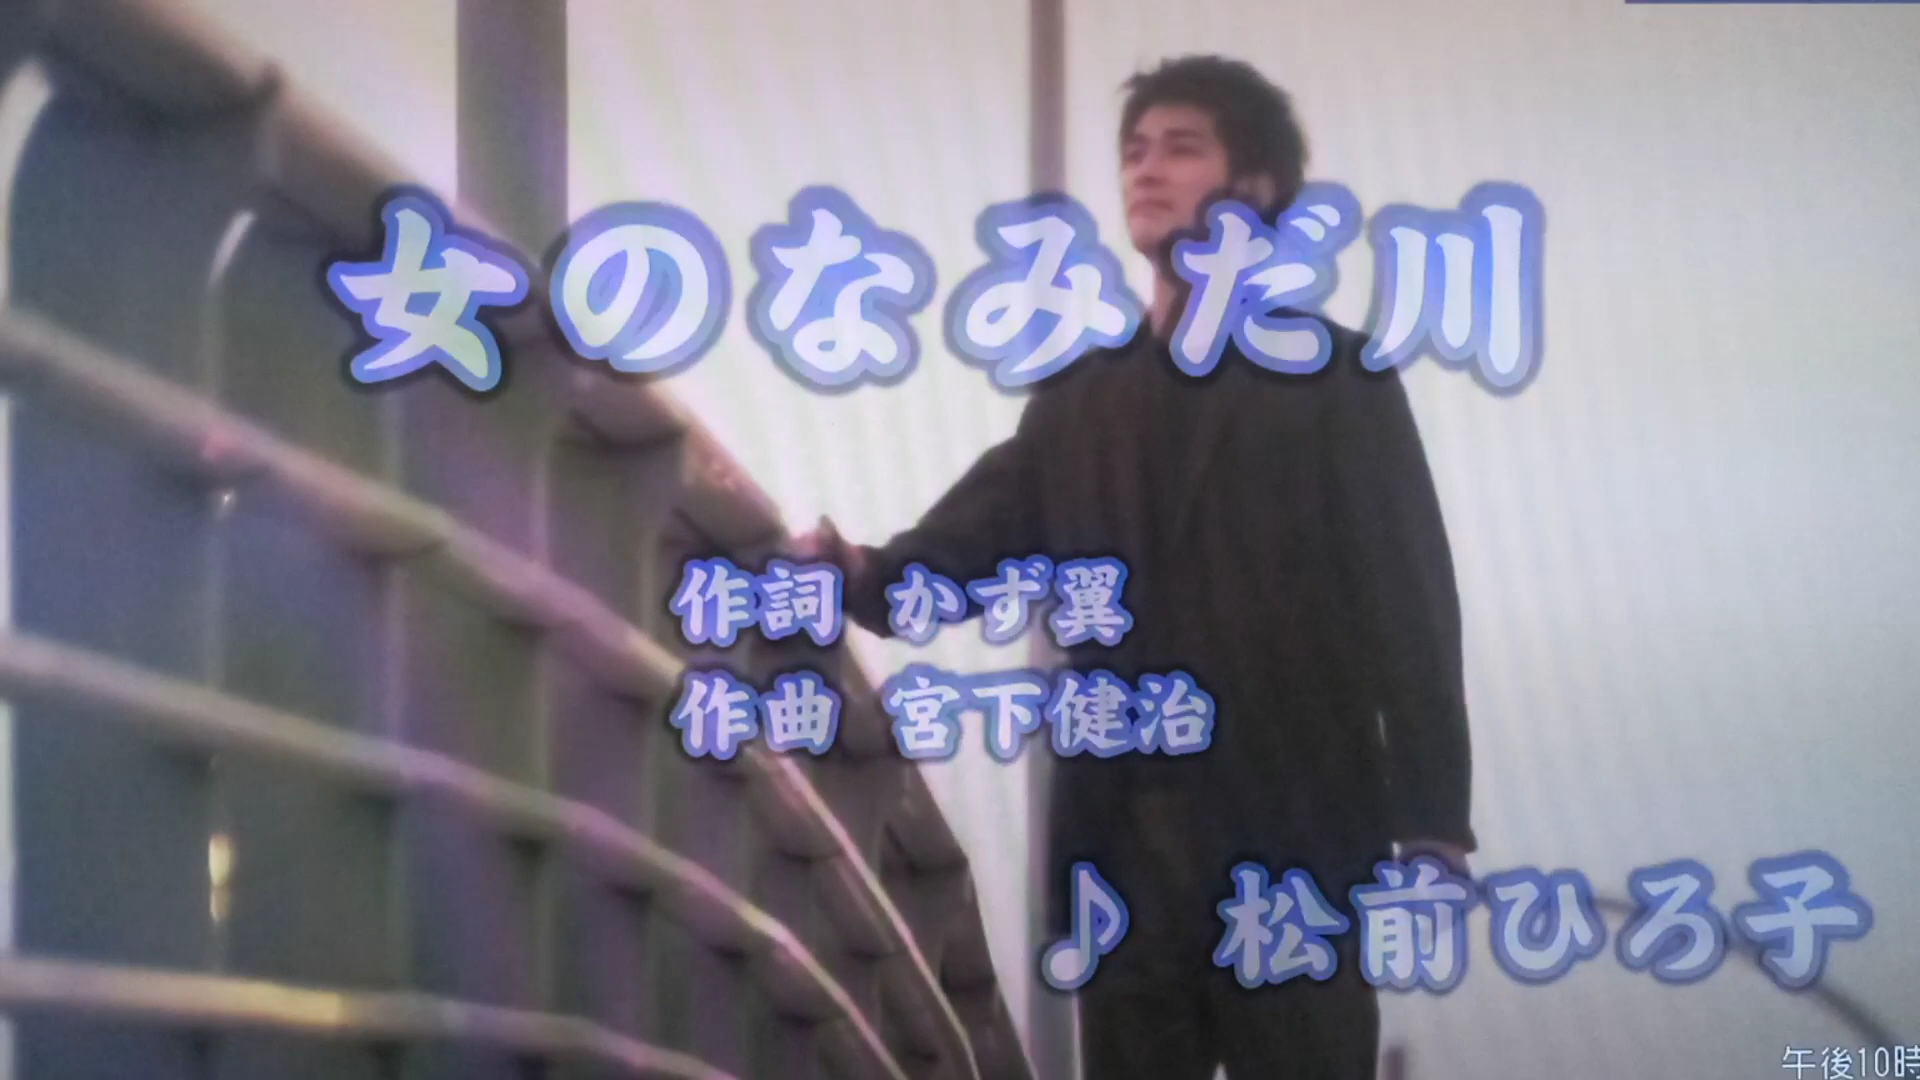 女のなみだ川
作詞 かず翼
作曲 宮下健治
♪ 松前ひろ子
午後10時